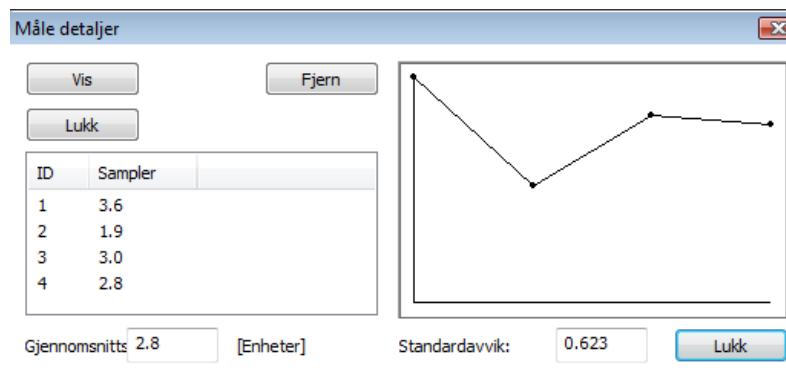 Måle detaljer
Vis Fjern
Lukk
ID Sampler
1 3.6
2 1.9
3 3.0
4 2.8
Gjennomsnitts 2.8 [Enheter] Standardavvik: 0.623 Lukk